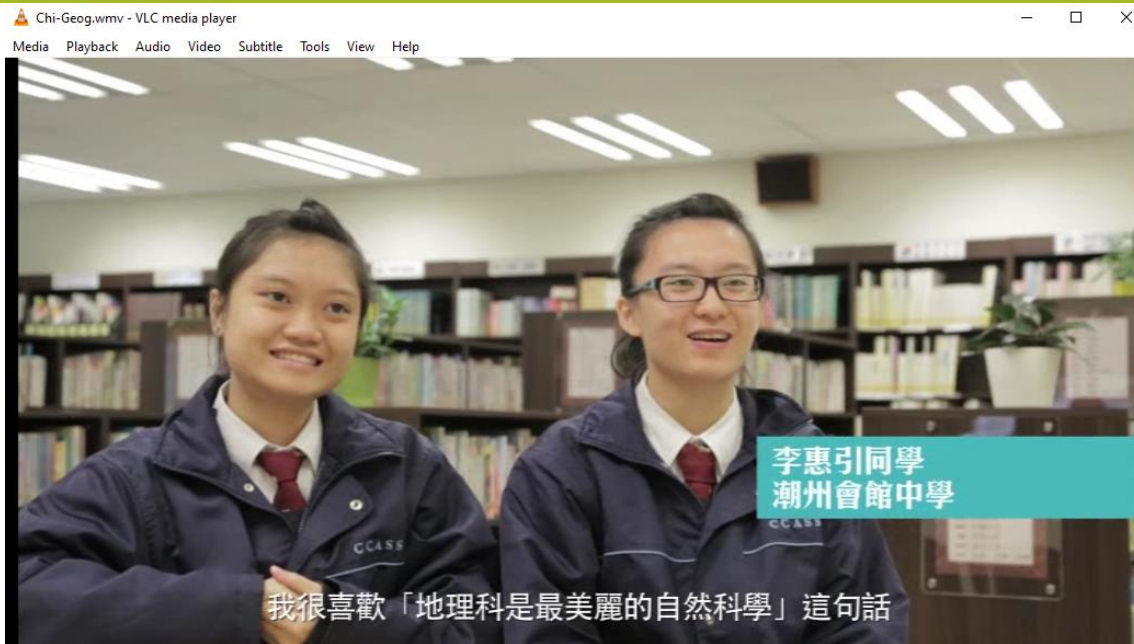 Chi-Geog.wmv - VLC media player
Media Playback Audio Video Subtitle Tools View Help
李惠引同學
潮州會館中學
CCASS
CCASS
我很喜歡「地理科是最美麗的自然科學」這句話